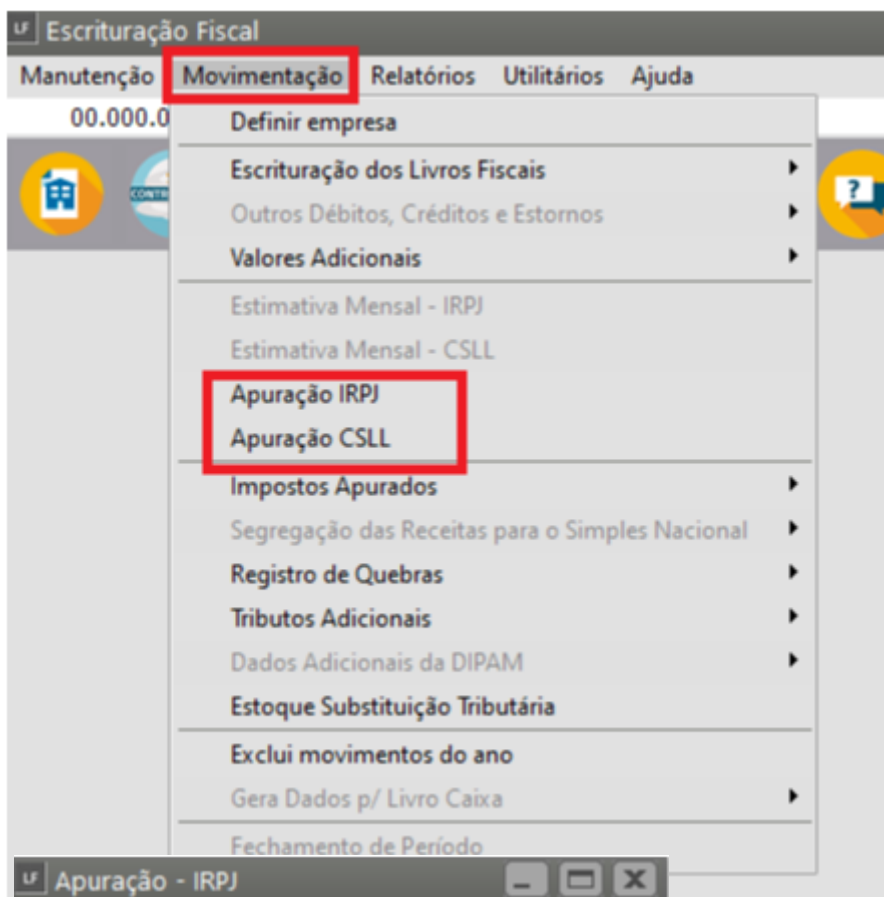 LF Escrituração Fiscal
Manutenção Movimentação Relatórios Utilitários Ajuda
00.000.0
Definir empresa
Escrituração dos Livros Fiscais
Outros Débitos, Créditos e Estornos
Valores Adicionais
Estimativa Mensal - IRPJ
Estimativa Mensal - CSLL
Apuração IRPJ
Apuração CSLL
Impostos Apurados
Segregação das Receitas para o Simples Nacional
Registro de Quebras
Tributos Adicionais
Dados Adicionais da DIPAM
Estoque Substituição Tributária
Exclui movimentos do ano
Gera Dados p/ Livro Caixa
Fechamento de Período
LF Apuração - IRPJ